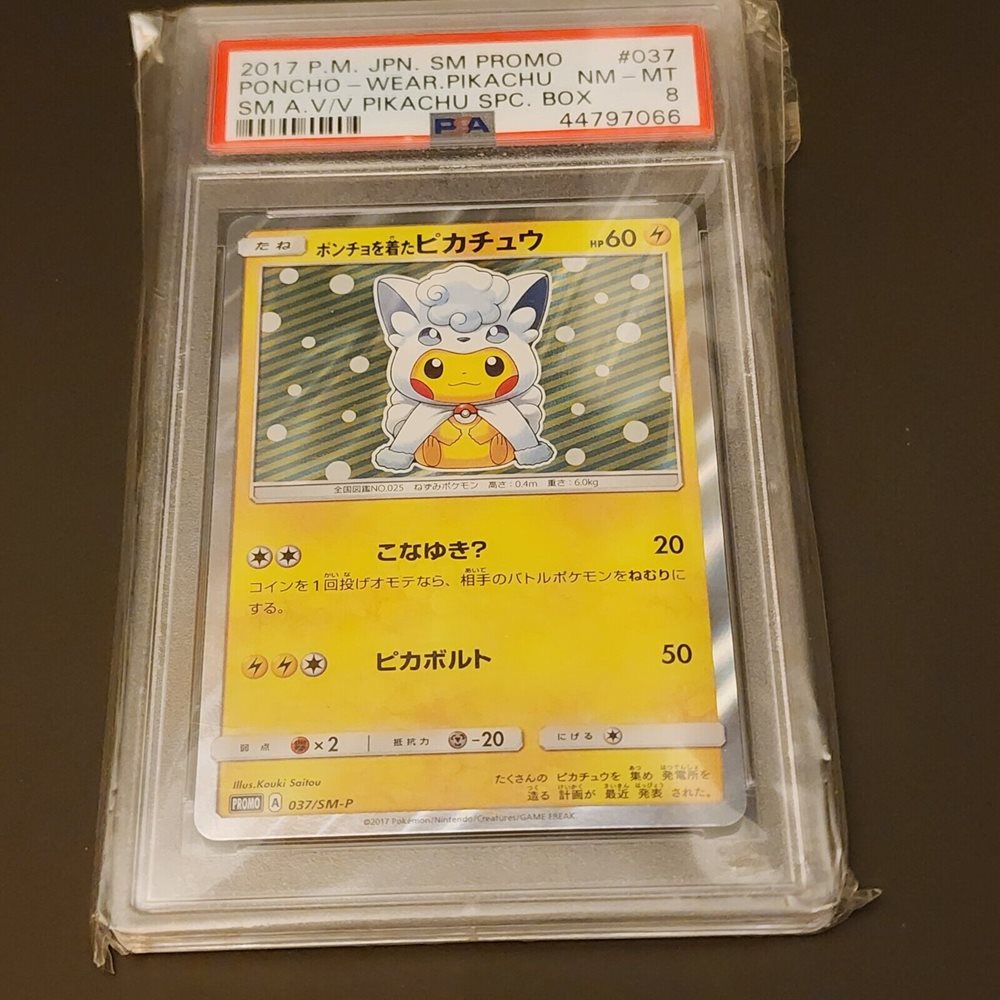 2017 P.M. JPN. SM PROMO #037
PONCHO-WEAR.PIKACHU NM-MT
SM A.V/V PIKACHU SPC. BOX 8
PSA 44797066
たね ポンチョを着たピカチュウ HP60
全国図鑑NO.025 ねずみポケモン 高さ:0.4m 重さ:6.0kg
こなゆき? 20
コインを1回投げオモテなら、相手のバトルポケモンをねむりに
する。
ピカボルト 50
弱点 ×2 抵抗力 -20 にげる
Illus.Kouki Saitou
たくさんの ピカチュウを 集め 発電所を
造る 計画が 最近 発表 された。
PROMO A 037/SM-P
©2017 Pokémon/Nintendo/Creatures/GAME FREAK.